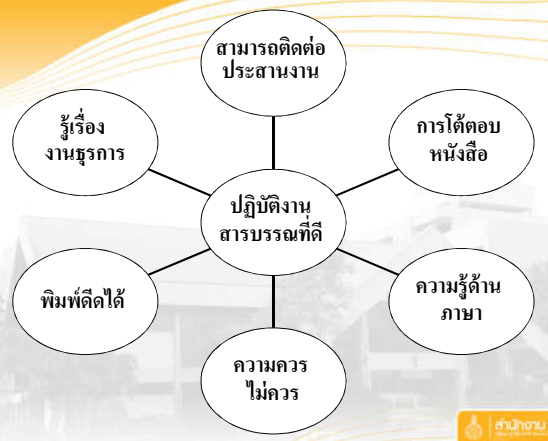 สามารถติดต่อ
ประสานงาน
รู้เรื่อง
งานธุรการ
การโต้ตอบ
หนังสือ
ปฏิบัติงาน
สารบรรณที่ดี
พิมพ์ดีดได้
ความรู้ด้าน
ภาษา
ความควร
ไม่ควร
สำนักงาน